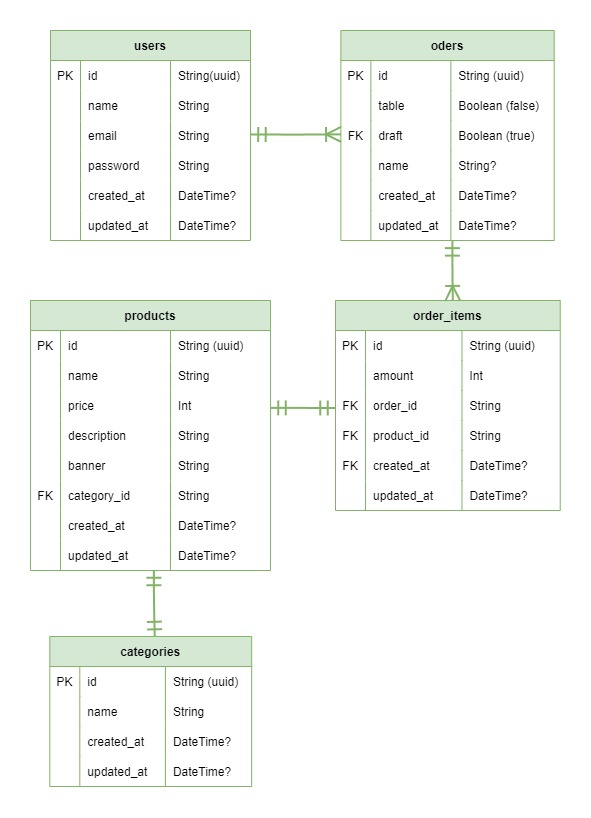 users
PK id String(uuid)
name String
email String
password String
created_at DateTime?
updated_at DateTime?
oders
PK id String (uuid)
table Boolean (false)
FK draft Boolean (true)
name String?
created_at DateTime?
updated_at DateTime?
products
PK id String (uuid)
name String
price Int
description String
banner String
FK category_id String
created_at DateTime?
updated_at DateTime?
order_items
PK id String (uuid)
amount Int
FK order_id String
FK product_id String
FK created_at DateTime?
updated_at DateTime?
categories
PK id String (uuid)
name String
created_at DateTime?
updated_at DateTime?